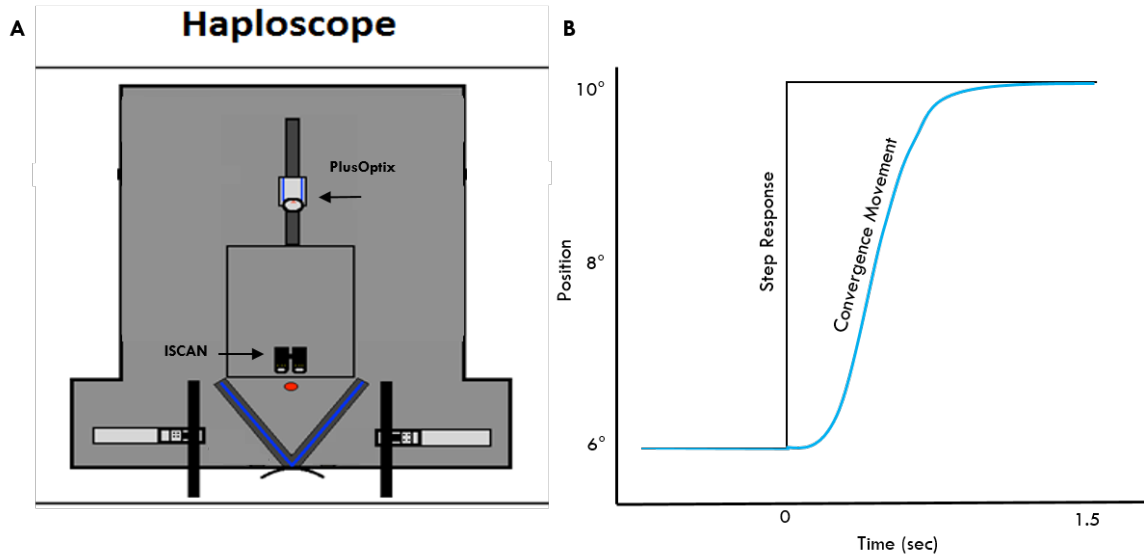 A
Haploscope
PlusOptix
ISCAN
B
10°
8°
6°
Position
Step Response
Convergence Movement
0
1.5
Time (sec)